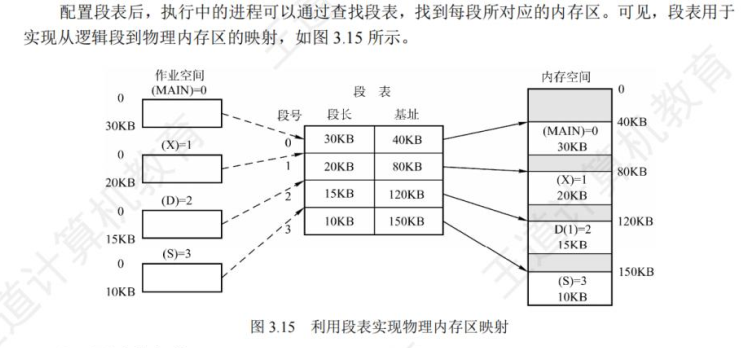 配置段表后，执行中的进程可以通过查找段表，找到每段所对应的内存区。可见，段表用于
实现从逻辑段到物理内存区的映射，如图 3.15 所示。
作业空间
(MAIN)=0
0
30KB
(X)=1
0
20KB
(D)=2
0
15KB
(S)=3
0
10KB
段 表
段号 段长 基址
0 30KB 40KB
1 20KB 80KB
2 15KB 120KB
3 10KB 150KB
内存空间
0
40KB
(MAIN)=0
30KB
80KB
(X)=1
20KB
120KB
D(1)=2
15KB
150KB
(S)=3
10KB
图 3.15 利用段表实现物理内存区映射
王道计算机教育
王道计算机教育